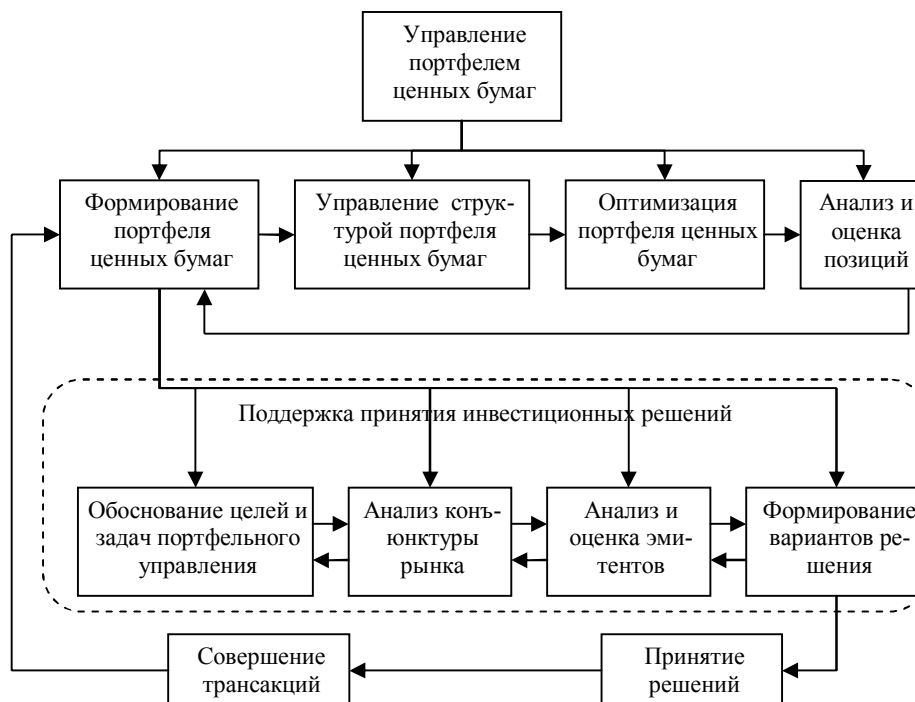 Управление
портфелем
ценных бумаг
Формирование
портфеля
ценных бумаг
Управление струк-
турой портфеля
ценных бумаг
Оптимизация
портфеля ценных
бумаг
Анализ и
оценка
позиций
Поддержка принятия инвестиционных решений
Обоснование целей и
задач портфельного
управления
Анализ конъ-
юнктуры
рынка
Анализ и
оценка эми-
тентов
Формирование
вариантов ре-
шения
Совершение
трансакций
Принятие
решений